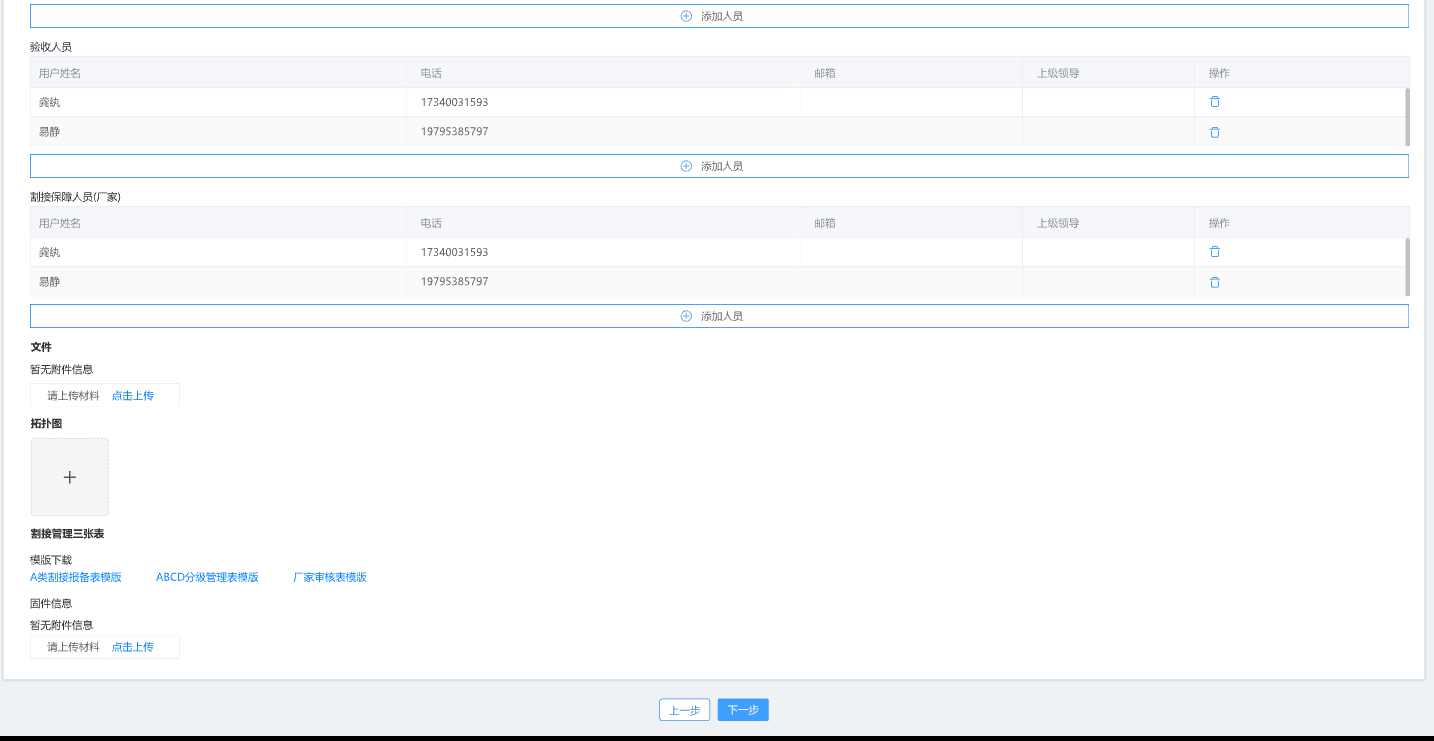 添加人员
验收人员
用户姓名 电话 邮箱 上级领导 操作
龚纨 17340031593
易静 19795385797
添加人员
割接保障人员(厂家)
用户姓名 电话 邮箱 上级领导 操作
龚纨 17340031593
易静 19795385797
添加人员
文件
暂无附件信息
请上传材料 点击上传
拓扑图
割接管理三张表
模版下载
A类割接报备表模版 ABCD分级管理表模版 厂家审核表模版
固件信息
暂无附件信息
请上传材料 点击上传
上一步 下一步